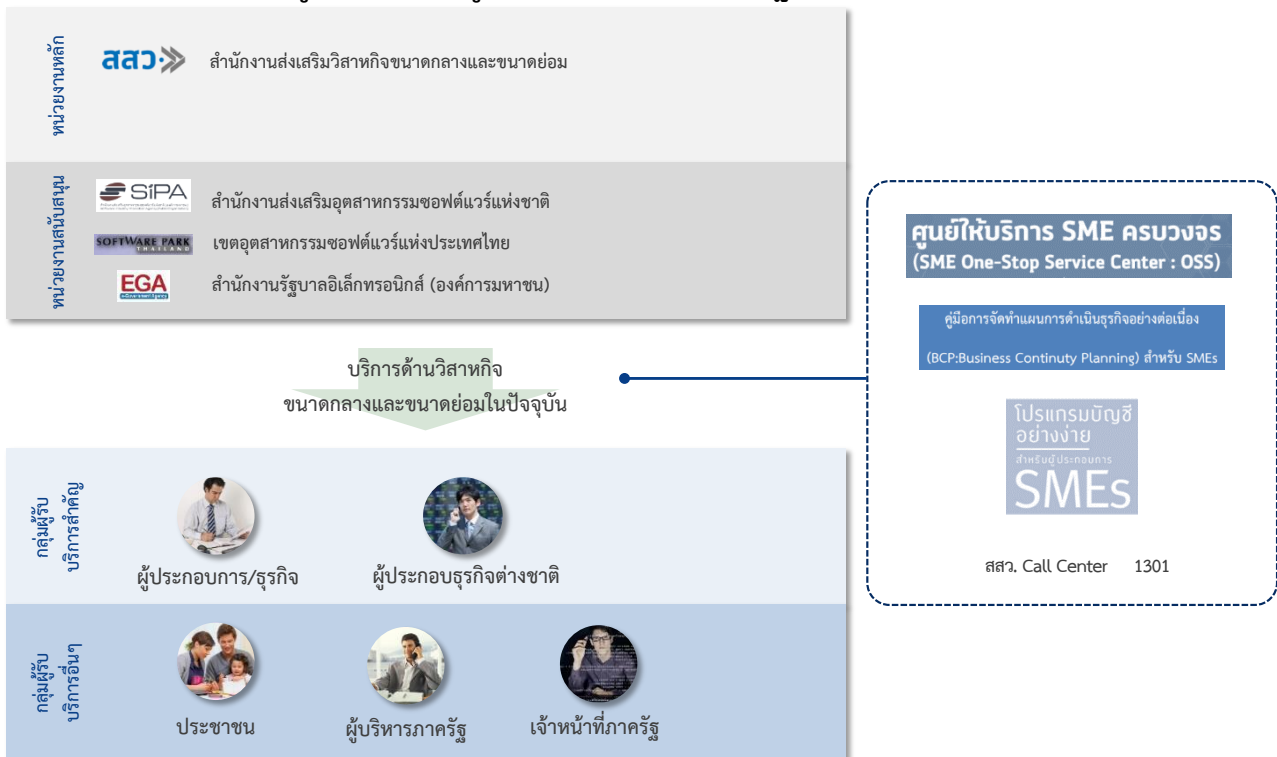 หน่วยงานหลัก
สสว.
สำนักงานส่งเสริมวิสาหกิจขนาดกลางและขนาดย่อม
หน่วยงานสนับสนุน
SiPA
สำนักงานส่งเสริมอุตสาหกรรมซอฟต์แวร์แห่งชาติ
SOFTWARE PARK
THAILAND
เขตอุตสาหกรรมซอฟต์แวร์แห่งประเทศไทย
EGA
สำนักงานรัฐบาลอิเล็กทรอนิกส์ (องค์การมหาชน)
บริการด้านวิสาหกิจ
ขนาดกลางและขนาดย่อมในปัจจุบัน
กลุ่มผู้รับ
บริการสำคัญ
ผู้ประกอบการ/ธุรกิจ
ผู้ประกอบธุรกิจต่างชาติ
กลุ่มผู้รับ
บริการอื่นๆ
ประชาชน
ผู้บริหารภาครัฐ
เจ้าหน้าที่ภาครัฐ
ศูนย์ให้บริการ SME ครบวงจร
(SME One-Stop Service Center : OSS)
คู่มือการจัดทำแผนการดำเนินธุรกิจอย่างต่อเนื่อง
(BCP:Business Continuty Planning) สำหรับ SMEs
โปรแกรมบัญชี
อย่างง่าย
สำหรับผู้ประกอบการ
SMEs
สสว. Call Center 1301